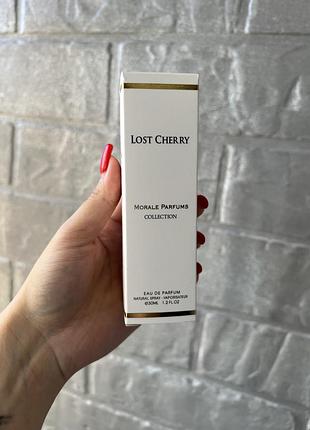 LOST CHERRY
MORALE PARFUMS
COLLECTION
EAU DE PARFUM
NATURAL SPRAY - VAPORISATEUR
℮30ML 1.2 FL.OZ